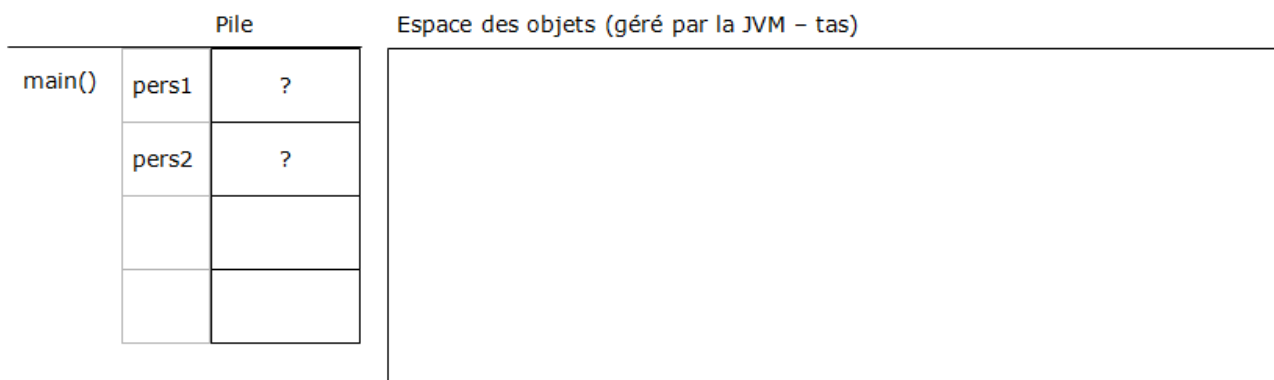 Pile
Espace des objets (géré par la JVM – tas)
main()
pers1
?
pers2
?